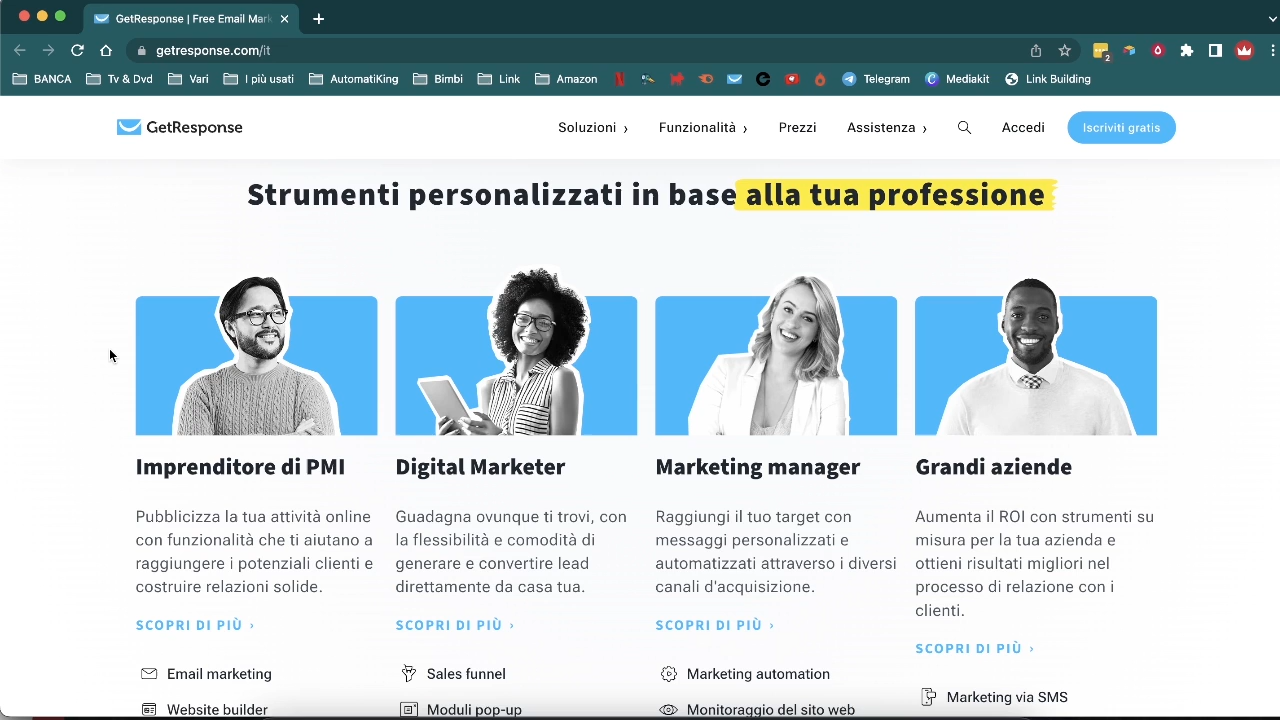 GetResponse | Free Email Mark
getresponse.com/it
2
BANCA
Tv & Dvd
Vari
I più usati
AutomatiKing
Bimbi
Link
Amazon
Telegram
Mediakit
Link Building
GetResponse
Soluzioni
Funzionalità
Prezzi
Assistenza
Accedi
Iscriviti gratis
Strumenti personalizzati in base alla tua professione
Imprenditore di PMI
Pubblicizza la tua attività online
con funzionalità che ti aiutano a
raggiungere i potenziali clienti e
costruire relazioni solide.
SCOPRI DI PIÙ ›
Email marketing
Website builder
Digital Marketer
Guadagna ovunque ti trovi, con
la flessibilità e comodità di
generare e convertire lead
direttamente da casa tua.
SCOPRI DI PIÙ ›
Sales funnel
Moduli pop-up
Marketing manager
Raggiungi il tuo target con
messaggi personalizzati e
automatizzati attraverso i diversi
canali d'acquisizione.
SCOPRI DI PIÙ ›
Marketing automation
Monitoraggio del sito web
Grandi aziende
Aumenta il ROI con strumenti su
misura per la tua azienda e
ottieni risultati migliori nel
processo di relazione con i
clienti.
SCOPRI DI PIÙ ›
Marketing via SMS